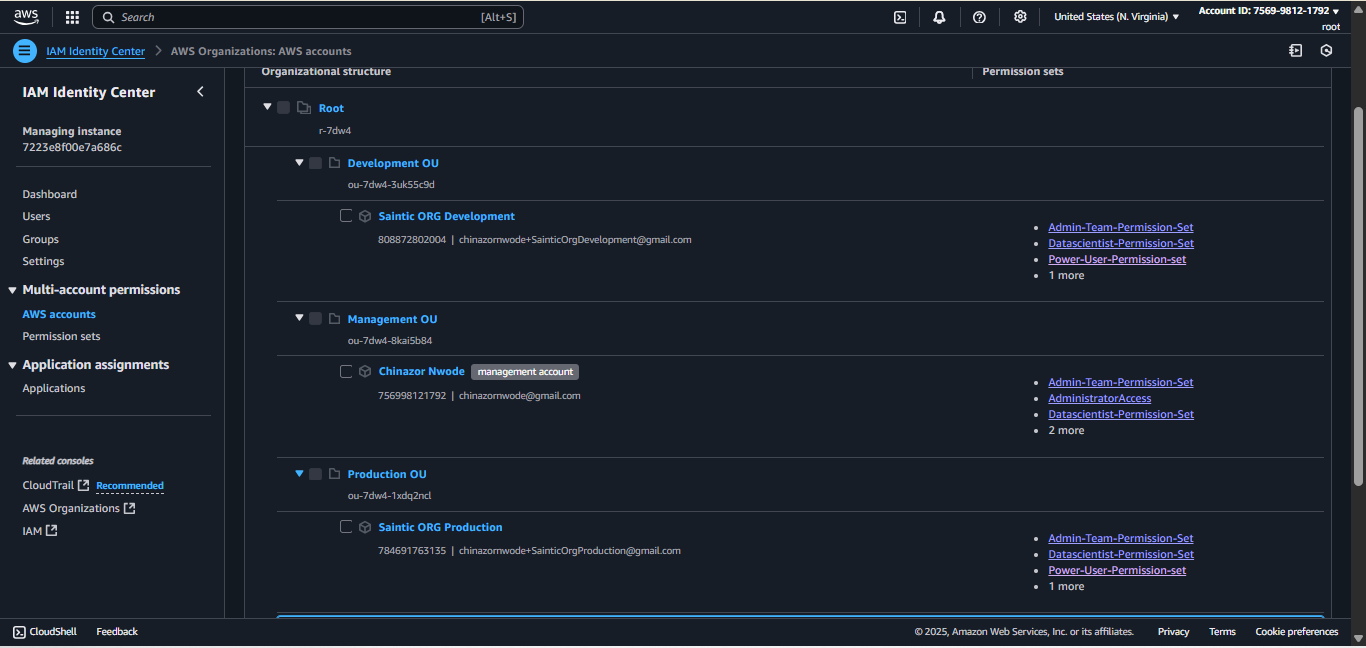 aws
Search [Alt+S]
United States (N. Virginia)
Account ID: 7569-9812-1792
root
IAM Identity Center
AWS Organizations: AWS accounts
IAM Identity Center
Managing instance
7223e8f00e7a686c
Dashboard
Users
Groups
Settings
Multi-account permissions
AWS accounts
Permission sets
Application assignments
Applications
Related consoles
CloudTrail Recommended
AWS Organizations
IAM
Organizational structure
Permission sets
Root
r-7dw4
Development OU
ou-7dw4-3uk55c9d
Saintic ORG Development
808872802004 | chinazornwode+SainticOrgDevelopment@gmail.com
Admin-Team-Permission-Set
Datascientist-Permission-Set
Power-User-Permission-set
1 more
Management OU
ou-7dw4-8kai5b84
Chinazor Nwode management account
756998121792 | chinazornwode@gmail.com
Admin-Team-Permission-Set
AdministratorAccess
Datascientist-Permission-Set
2 more
Production OU
ou-7dw4-1xdq2ncl
Saintic ORG Production
784691763135 | chinazornwode+SainticOrgProduction@gmail.com
Admin-Team-Permission-Set
Datascientist-Permission-Set
Power-User-Permission-set
1 more
CloudShell
Feedback
© 2025, Amazon Web Services, Inc. or its affiliates.
Privacy
Terms
Cookie preferences